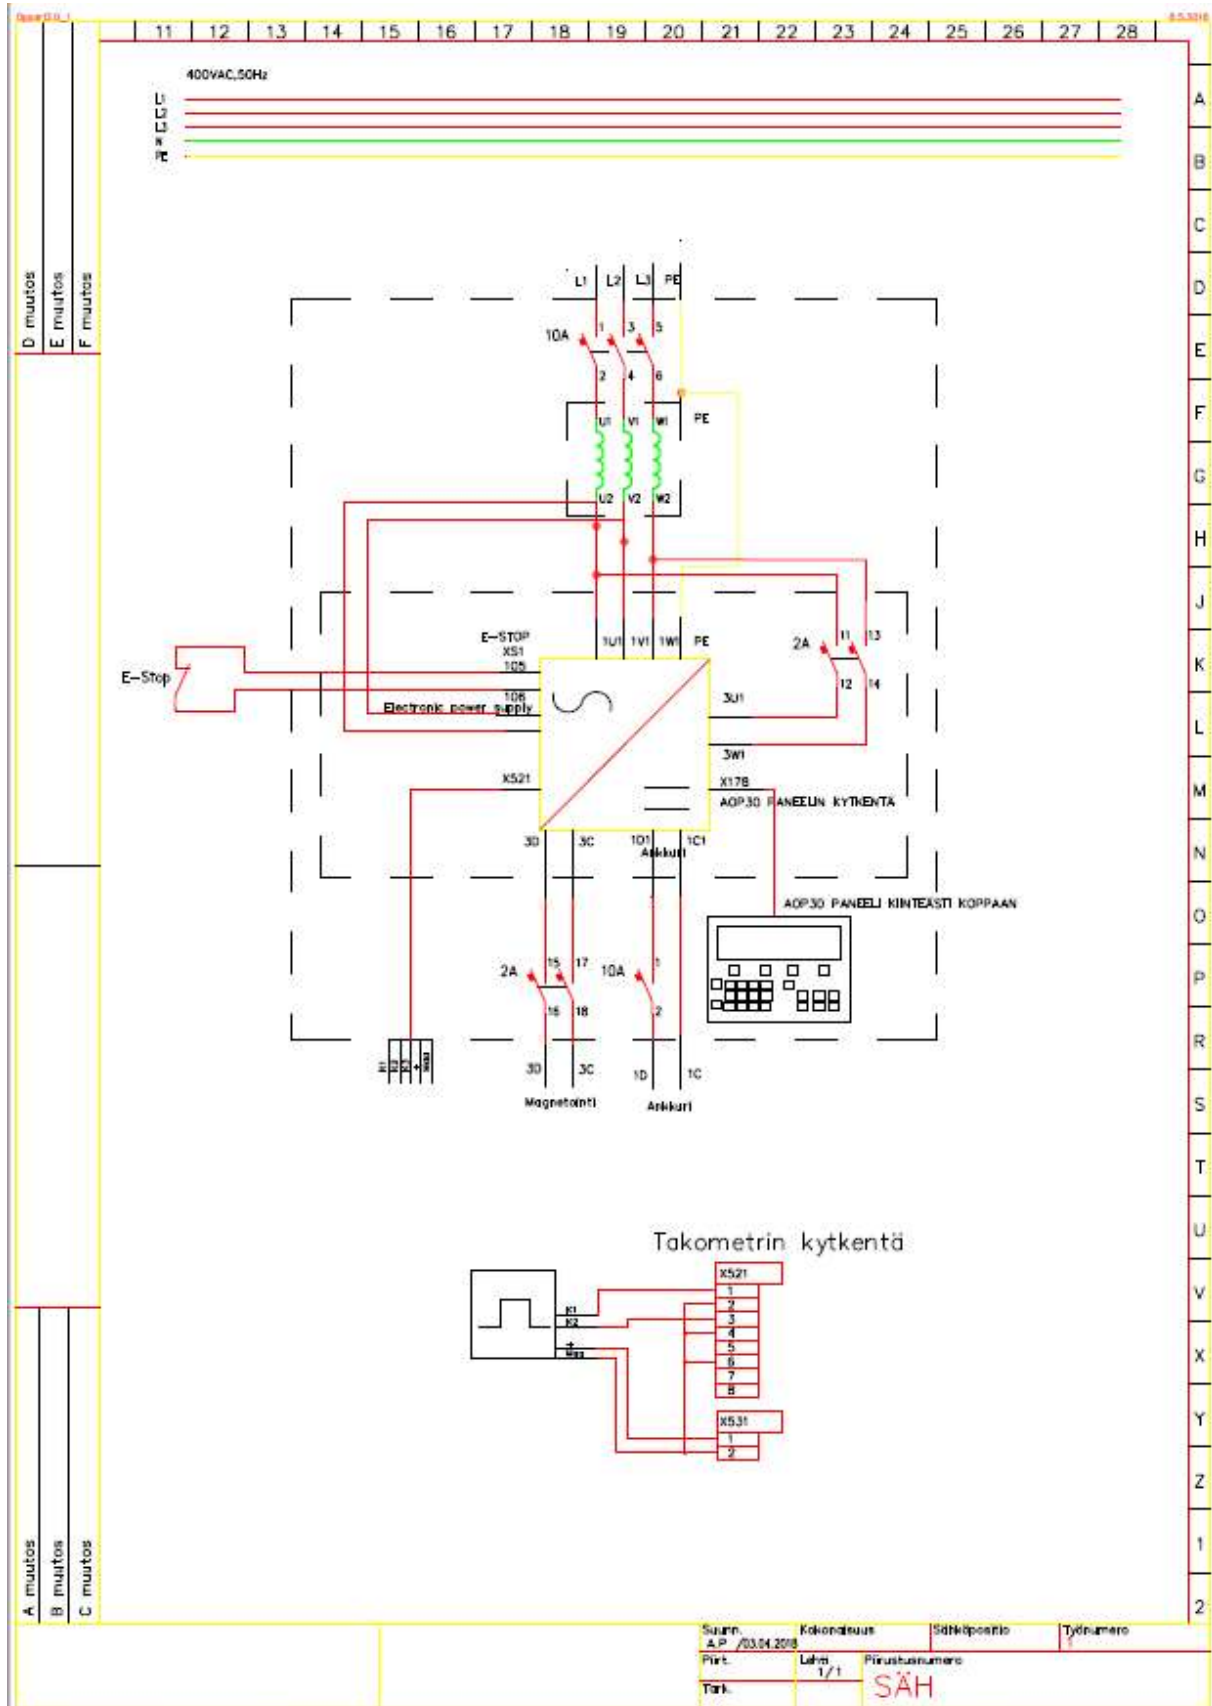 11 12 13 14 15 16 17 18 19 20 21 22 23 24 25 26 27 28
400VAC,50Hz
L1
L2
L3
N
PE
A
B
C
D
E
F
G
H
J
K
L
M
N
O
P
R
S
T
U
V
X
Y
Z
1
2
D muutos
E muutos
F muutos
L1 L2 L3 PE
10A 1 3 5
2 4 6
U1 V1 W1 PE
U2 V2 W2
E-STOP 1U1 1V1 1W1 PE
XS1
105
106
E-Stop
Electronic power supply
2A 11 13
12 14
3U1
3W1
X521
X178
AOP30 PANEELIN KYTKENTÄ
3D 3C 1D1 1C1
Ankkuri
AOP30 PANEELI KIINTEÄSTI KOPPAAN
2A 15 17 10A 1
16 18 2
K1
K2
K3
+
3D 3C 1D 1C
Magnetointi Ankkuri
Takometrin kytkentä
K1
K2
+
X521
1
2
3
4
5
6
7
8
X531
1
2
A muutos
B muutos
C muutos
Suunn. Kokonaisuus Sähköpositio Työnumero
A.P /03.04.2018 1
Piirt. Lehti Piirustusnumero
1/1 SÄH
Tark.